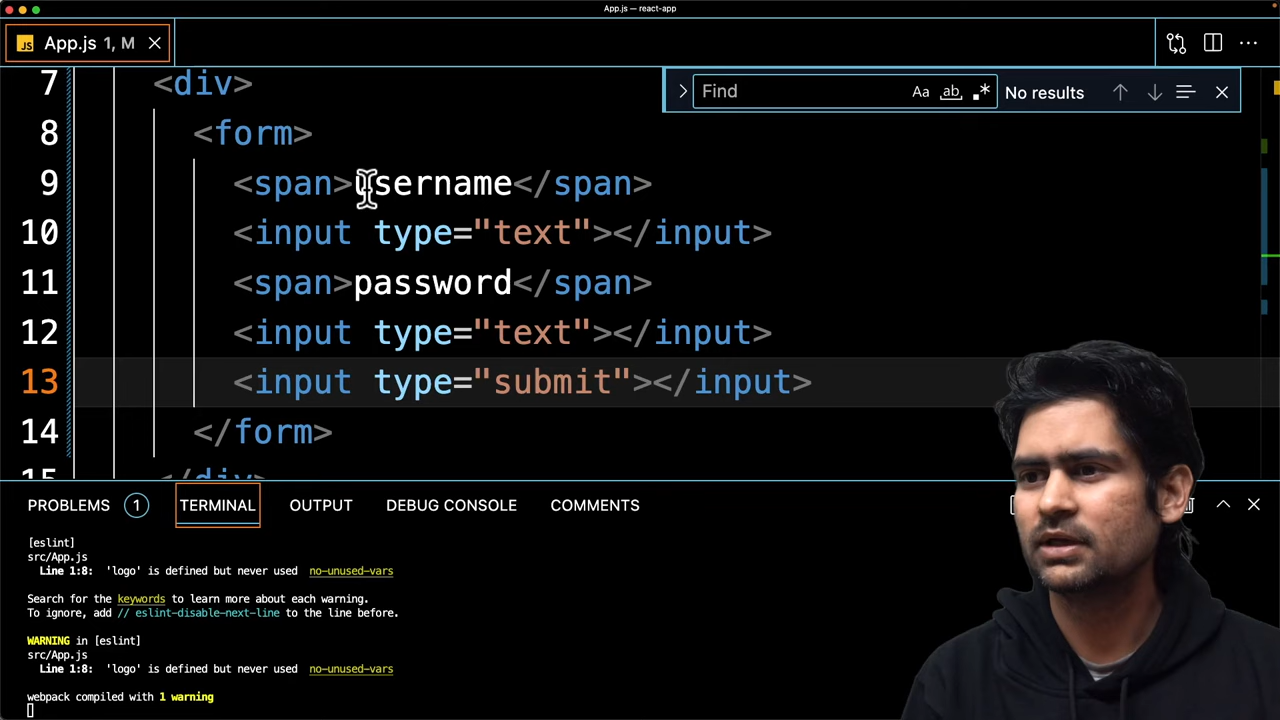 App.js — react-app
JS App.js 1, M
Find Aa ab .* No results
7 <div>
8 <form>
9 <span>username</span>
10 <input type="text"></input>
11 <span>password</span>
12 <input type="text"></input>
13 <input type="submit"></input>
14 </form>
15 </div>
PROBLEMS 1 TERMINAL OUTPUT DEBUG CONSOLE COMMENTS
[eslint]
src/App.js
Line 1:8: 'logo' is defined but never used no-unused-vars
Search for the keywords to learn more about each warning.
To ignore, add // eslint-disable-next-line to the line before.
WARNING in [eslint]
src/App.js
Line 1:8: 'logo' is defined but never used no-unused-vars
webpack compiled with 1 warning